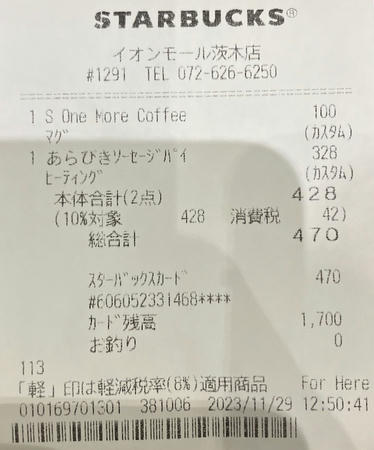 STARBUCKS®
イオンモール茨木店
#1291 TEL 072-626-6250
1 S One More Coffee 100
マグ (カスタム)
1 あらびきソーセージパイ 328
ヒーティング (カスタム)
本体合計(2点) 428
(10%対象 428 消費税 42)
総合計 470
スターバックスカード 470
#606052331468****
カード残高 1,700
お釣り 0
113
「軽」印は軽減税率(8%)適用商品 For Here
010169701301 381006 2023/11/29 12:50:41